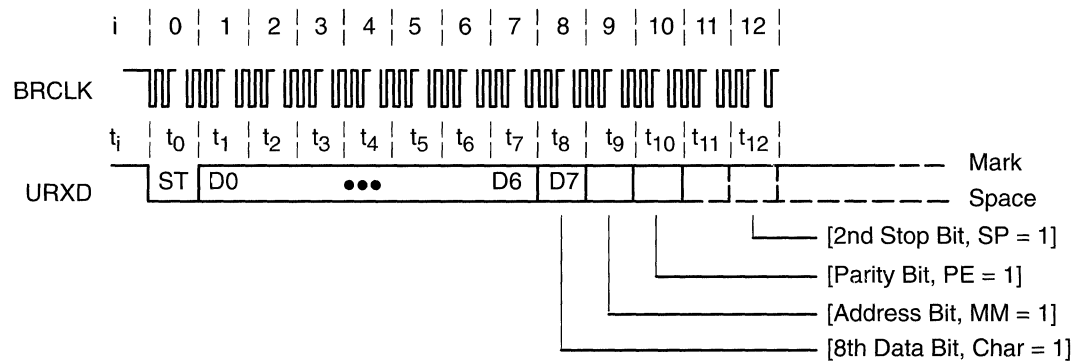 i 0 1 2 3 4 5 6 7 8 9 10 11 12
BRCLK
ti t0 t1 t2 t3 t4 t5 t6 t7 t8 t9 t10 t11 t12
Mark
URXD ST D0 ••• D6 D7
Space
[2nd Stop Bit, SP = 1]
[Parity Bit, PE = 1]
[Address Bit, MM = 1]
[8th Data Bit, Char = 1]